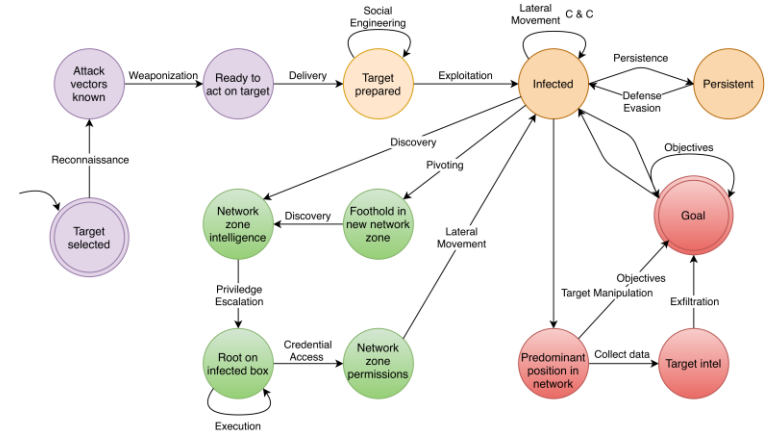 Social
Engineering
Lateral
Movement
C & C
Attack
vectors
known
Weaponization
Ready to
act on target
Delivery
Target
prepared
Exploitation
Infected
Persistence
Defense
Evasion
Persistent
Reconnaissance
Discovery
Pivoting
Objectives
Target
selected
Network
zone
intelligence
Discovery
Foothold in
new network
zone
Lateral
Movement
Goal
Priviledge
Escalation
Objectives
Target Manipulation
Exfiltration
Root on
infected box
Credential
Access
Network
zone
permissions
Predominant
position in
network
Collect data
Target intel
Execution